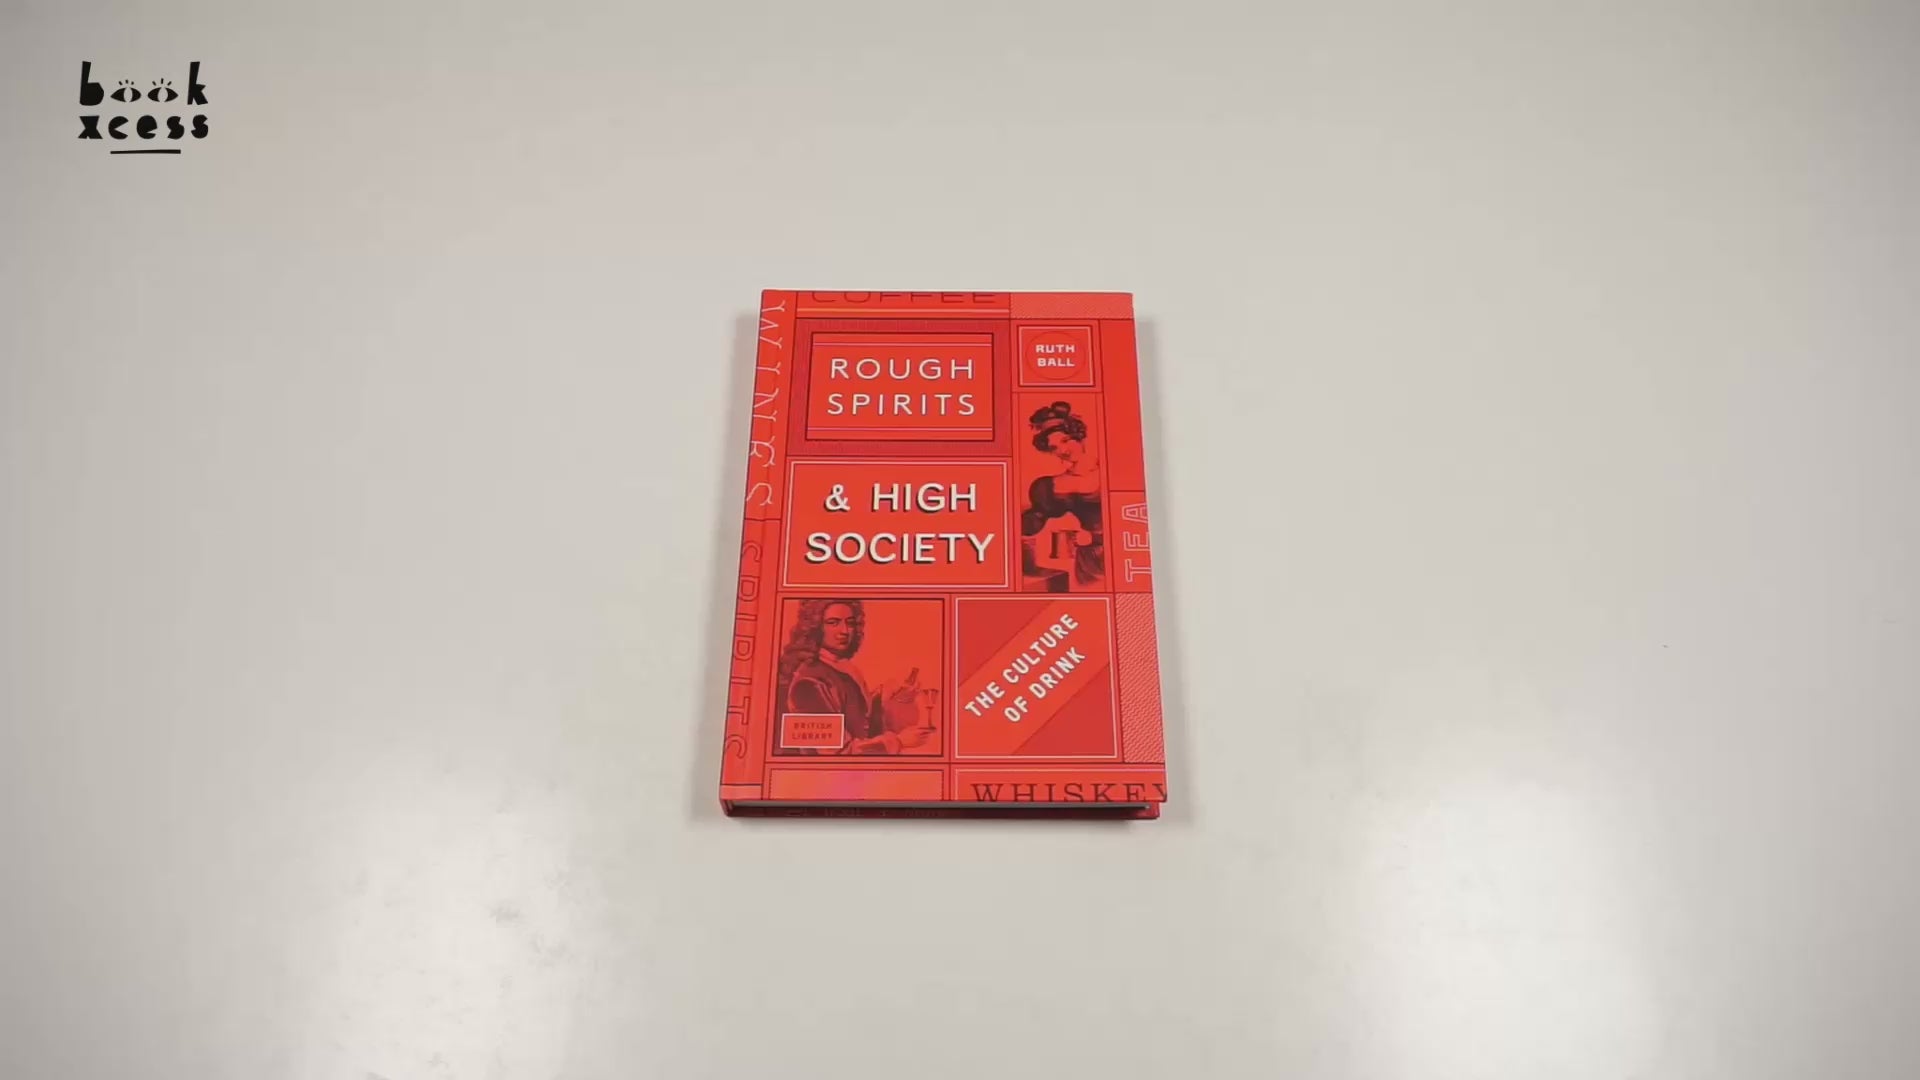 book
xcess
COFFEE
WINES
SPIRITS
ROUGH
SPIRITS
RUTH
BALL
& HIGH
SOCIETY
TEA
THE CULTURE
OF DRINK
BRITISH
LIBRARY
WHISKEY